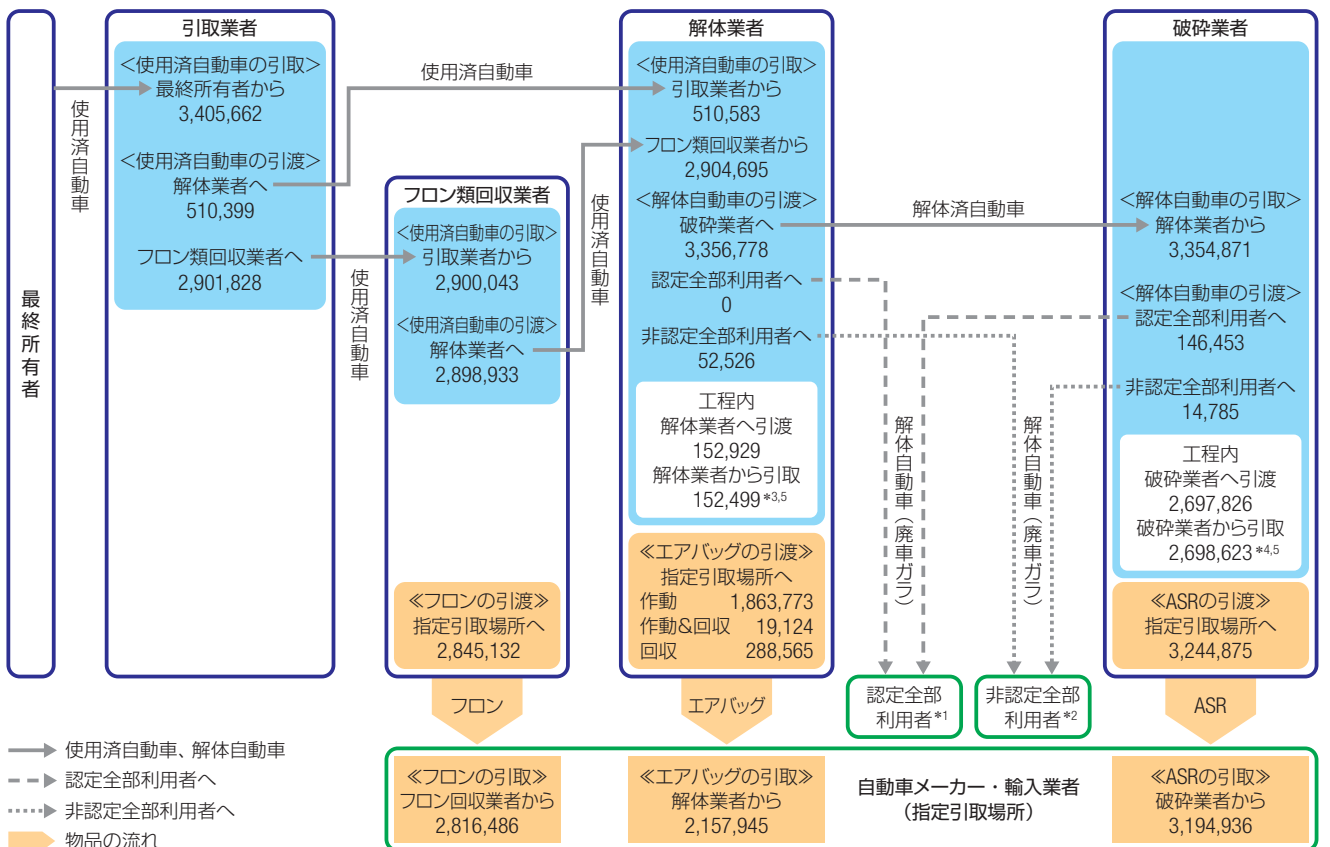 最終所有者
使用済自動車
引取業者
<使用済自動車の引取>
最終所有者から
3,405,662
<使用済自動車の引渡>
解体業者へ
510,399
フロン類回収業者へ
2,901,828
使用済自動車
使用済自動車
フロン類回収業者
<使用済自動車の引取>
引取業者から
2,900,043
<使用済自動車の引渡>
解体業者へ
2,898,933
≪フロンの引渡≫
指定引取場所へ
2,845,132
使用済自動車
解体業者
<使用済自動車の引取>
引取業者から
510,583
フロン類回収業者から
2,904,695
<解体自動車の引渡>
破砕業者へ
3,356,778
認定全部利用者へ
0
非認定全部利用者へ
52,526
工程内
解体業者へ引渡
152,929
解体業者から引取
152,499*3,5
≪エアバッグの引渡≫
指定引取場所へ
作動 1,863,773
作動&回収 19,124
回収 288,565
解体済自動車
解体自動車(廃車ガラ)
解体自動車(廃車ガラ)
破砕業者
<解体自動車の引取>
解体業者から
3,354,871
<解体自動車の引渡>
認定全部利用者へ
146,453
非認定全部利用者へ
14,785
工程内
破砕業者へ引渡
2,697,826
破砕業者から引取
2,698,623*4,5
≪ASRの引渡≫
指定引取場所へ
3,244,875
フロン
エアバッグ
認定全部
利用者*1
非認定全部
利用者*2
ASR
使用済自動車、解体自動車
認定全部利用者へ
非認定全部利用者へ
物品の流れ
≪フロンの引取≫
フロン回収業者から
2,816,486
≪エアバッグの引取≫
解体業者から
2,157,945
自動車メーカー・輸入業者
(指定引取場所)
≪ASRの引取≫
破砕業者から
3,194,936